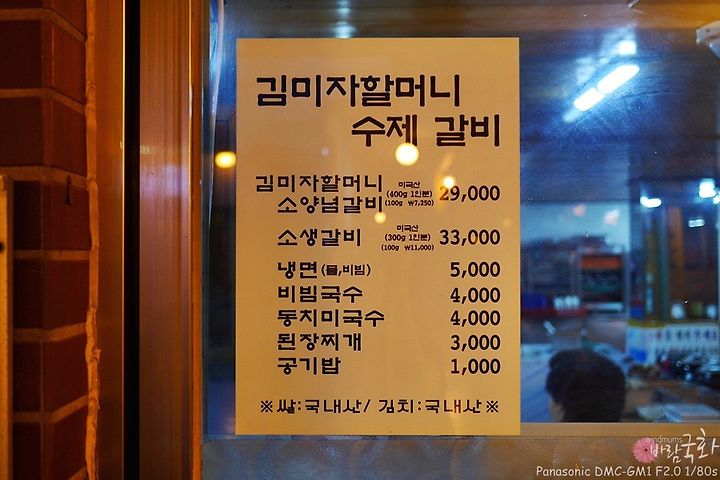 김미자할머니
수제 갈비
김미자할머니 미국산
소양념갈비 (400g 1인분) 29,000
(100g ₩7,250)
미국산
소생갈비 (300g 1인분) 33,000
(100g ₩11,000)
냉면(물,비빔) 5,000
비빔국수 4,000
동치미국수 4,000
된장찌개 3,000
공기밥 1,000
※쌀:국내산/ 김치:국내산※
windmums
바람국화
Panasonic DMC-GM1 F2.0 1/80s